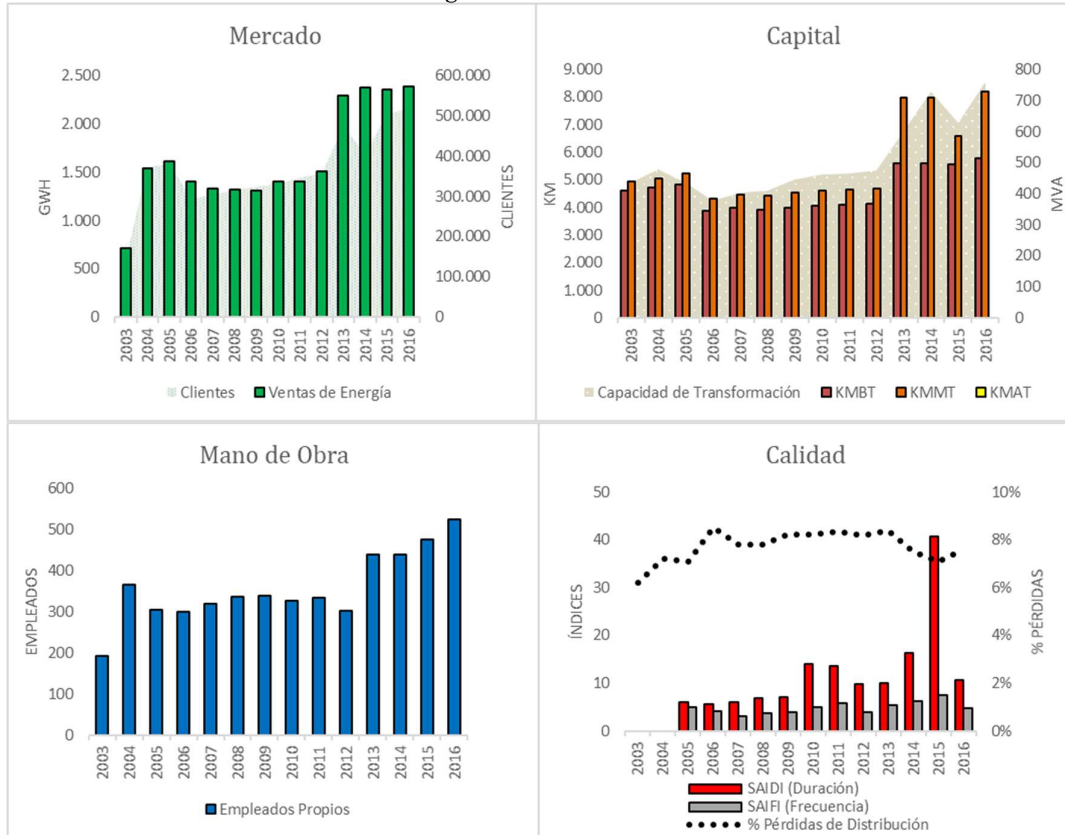 Mercado
GWH
2.500
2.000
1.500
1.000
500
0
600.000
500.000
400.000
300.000
200.000
100.000
0
CLIENTES
2003 2004 2005 2006 2007 2008 2009 2010 2011 2012 2013 2014 2015 2016
Clientes Ventas de Energía
Capital
KM
9.000
8.000
7.000
6.000
5.000
4.000
3.000
2.000
1.000
0
800
700
600
500
400
300
200
100
0
MVA
2003 2004 2005 2006 2007 2008 2009 2010 2011 2012 2013 2014 2015 2016
Capacidad de Transformación KMBT KMMT KMAT
Mano de Obra
EMPLEADOS
600
500
400
300
200
100
0
2003 2004 2005 2006 2007 2008 2009 2010 2011 2012 2013 2014 2015 2016
Empleados Propios
Calidad
ÍNDICES
50
40
30
20
10
0
10%
8%
6%
4%
2%
0%
% PÉRDIDAS
2003 2004 2005 2006 2007 2008 2009 2010 2011 2012 2013 2014 2015 2016
SAIDI (Duración)
SAIFI (Frecuencia)
% Pérdidas de Distribución